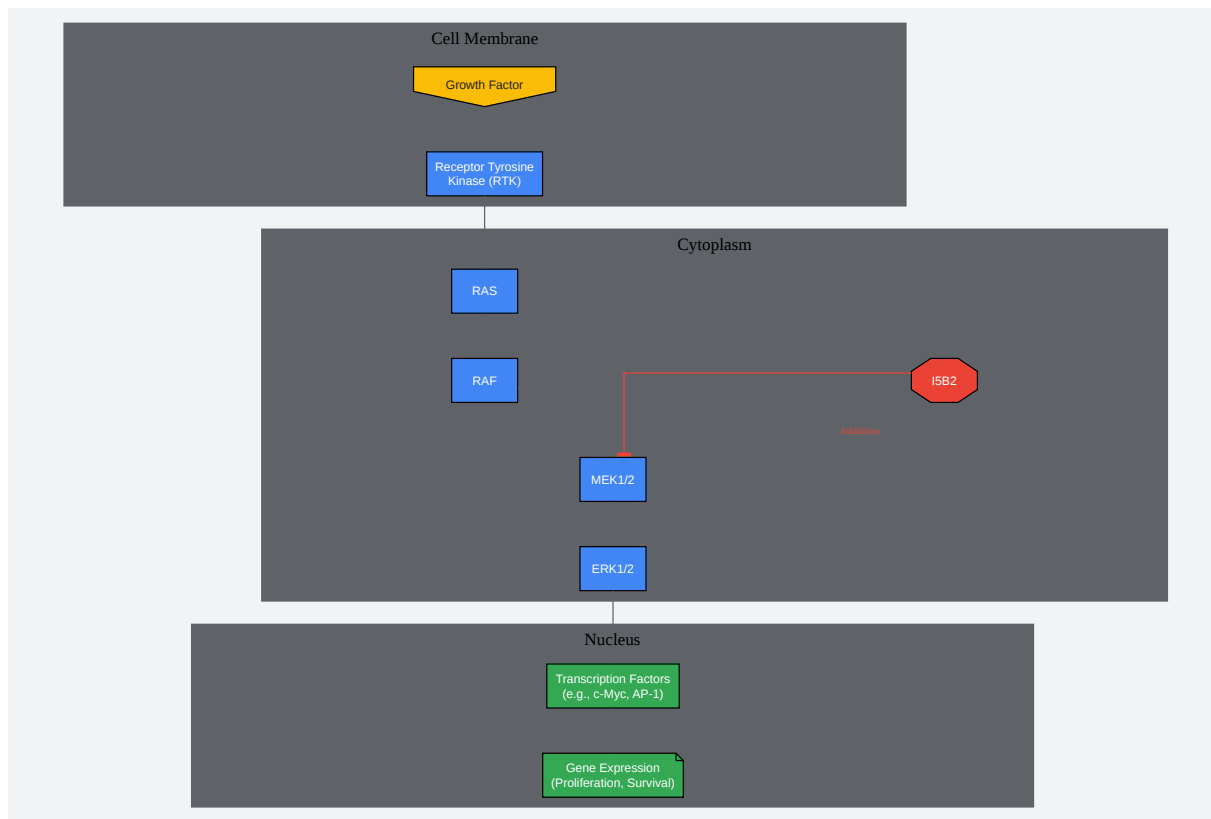 Cell Membrane
Growth Factor
Receptor Tyrosine
Kinase (RTK)
Cytoplasm
RAS
RAF
I5B2
Inhibition
MEK1/2
ERK1/2
Nucleus
Transcription Factors
(e.g., c-Myc, AP-1)
Gene Expression
(Proliferation, Survival)